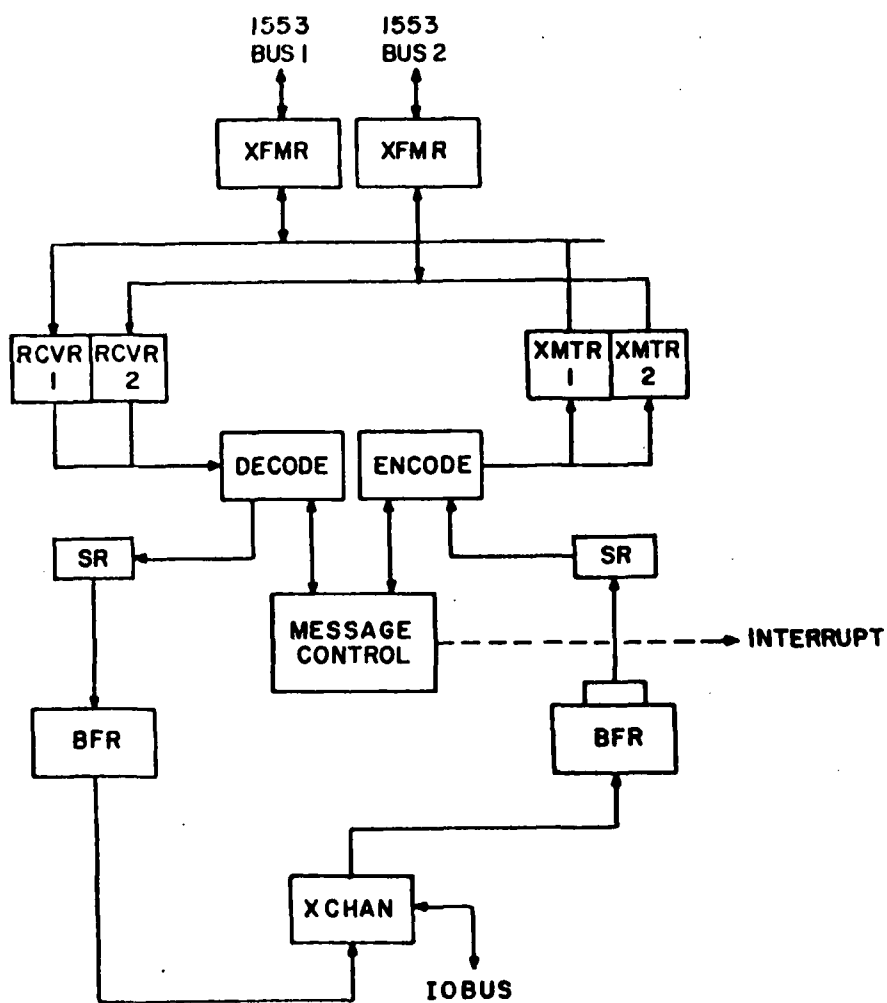 1553
BUS 1
1553
BUS 2
XFMR
XFMR
RCVR
1
RCVR
2
XMTR
1
XMTR
2
DECODE
ENCODE
SR
SR
MESSAGE
CONTROL
INTERRUPT
BFR
BFR
XCHAN
IOBUS